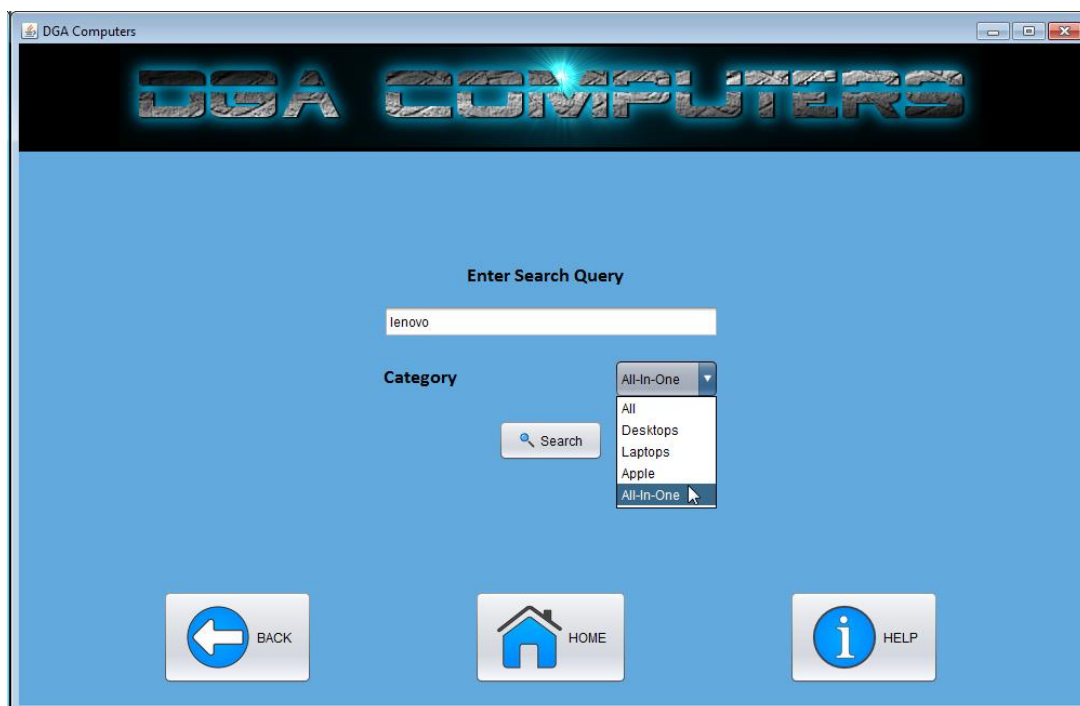 DGA Computers
DGA COMPUTERS
Enter Search Query
lenovo
Category
All-In-One
All
Desktops
Laptops
Apple
All-In-One
Search
BACK
HOME
HELP